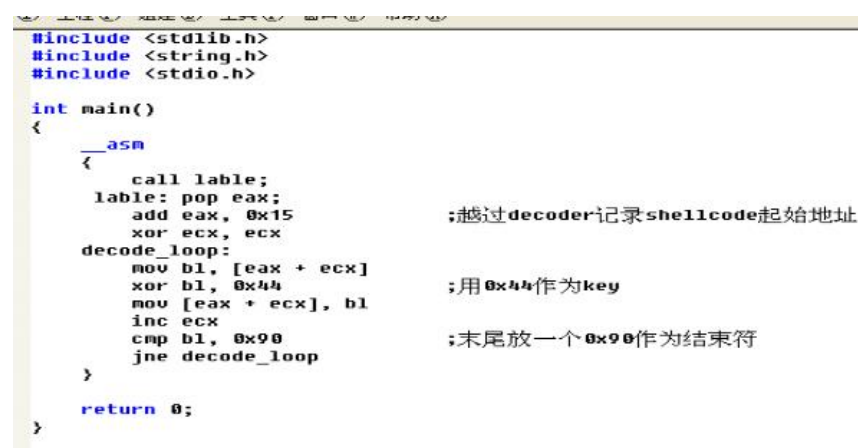 #include <stdlib.h>
#include <string.h>
#include <stdio.h>
int main()
{
__asm
{
call lable;
lable: pop eax;
add eax, 0x15 ;越过decoder记录shellcode起始地址
xor ecx, ecx
decode_loop:
mov bl, [eax + ecx]
xor bl, 0x44 ;用0x44作为key
mov [eax + ecx], bl
inc ecx
cmp bl, 0x90 ;末尾放一个0x90作为结束符
jne decode_loop
}
return 0;
}